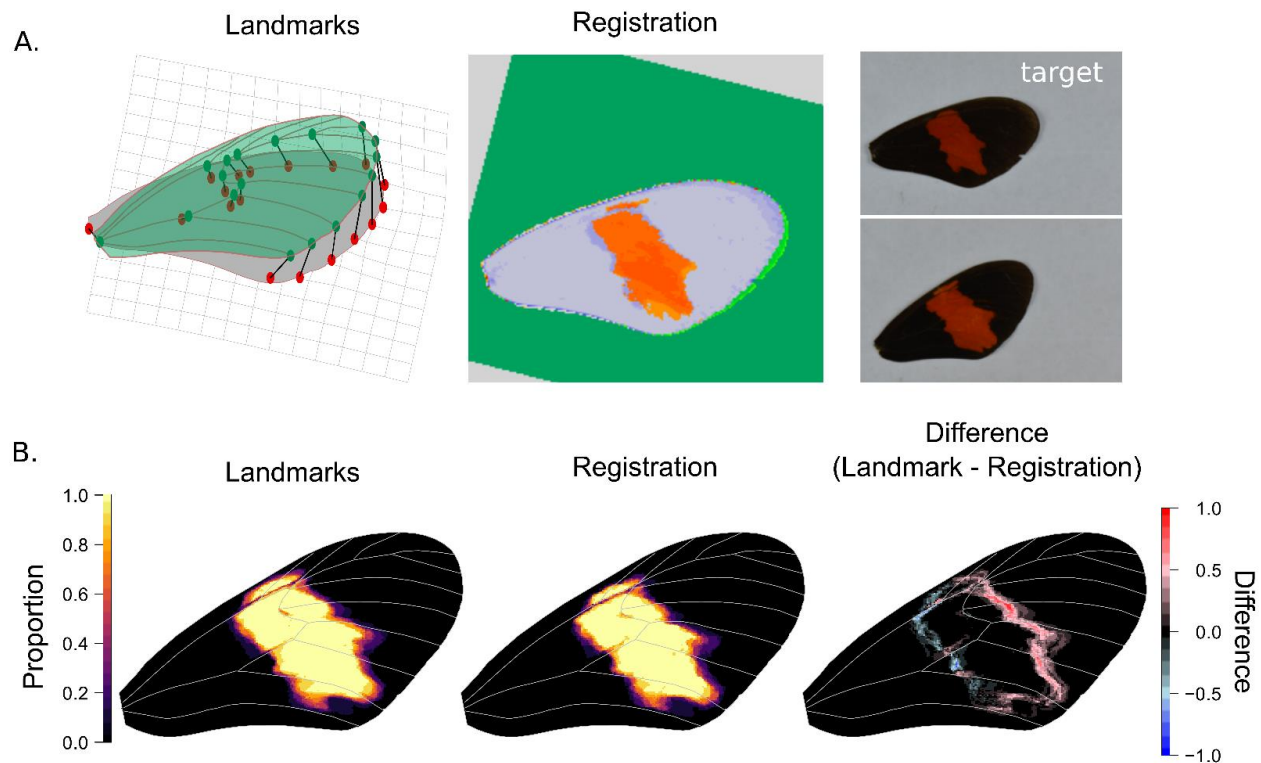 A.
Landmarks
Registration
target
B.
Landmarks
Registration
Difference
(Landmark - Registration)
Proportion
1.0
0.8
0.6
0.4
0.2
0.0
1.0
0.5
0.0
−0.5
−1.0
Difference